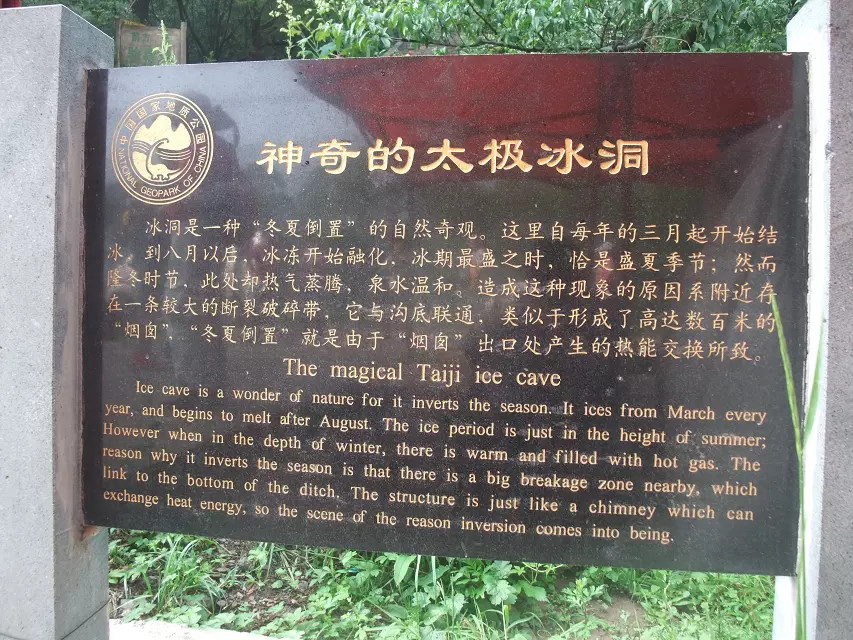 中国国家地质公园
NATIONAL GEOPARK OF CHINA
神奇的太极冰洞
冰洞是一种“冬夏倒置”的自然奇观。这里自每年的三月起开始结
冰，到八月以后，冰冻开始融化，冰期最盛之时，恰是盛夏季节；然而
隆冬时节，此处却热气蒸腾，泉水温和。造成这种现象的原因系附近存
在一条较大的断裂破碎带，它与沟底联通，类似于形成了高达数百米的
“烟囱”，“冬夏倒置”就是由于“烟囱”出口处产生的热能交换所致。
The magical Taiji ice cave
Ice cave is a wonder of nature for it inverts the season. It ices from March every
year, and begins to melt after August. The ice period is just in the height of summer;
However when in the depth of winter, there is warm and filled with hot gas. The
reason why it inverts the season is that there is a big breakage zone nearby, which
link to the bottom of the ditch. The structure is just like a chimney which can
exchange heat energy, so the scene of the reason inversion comes into being.